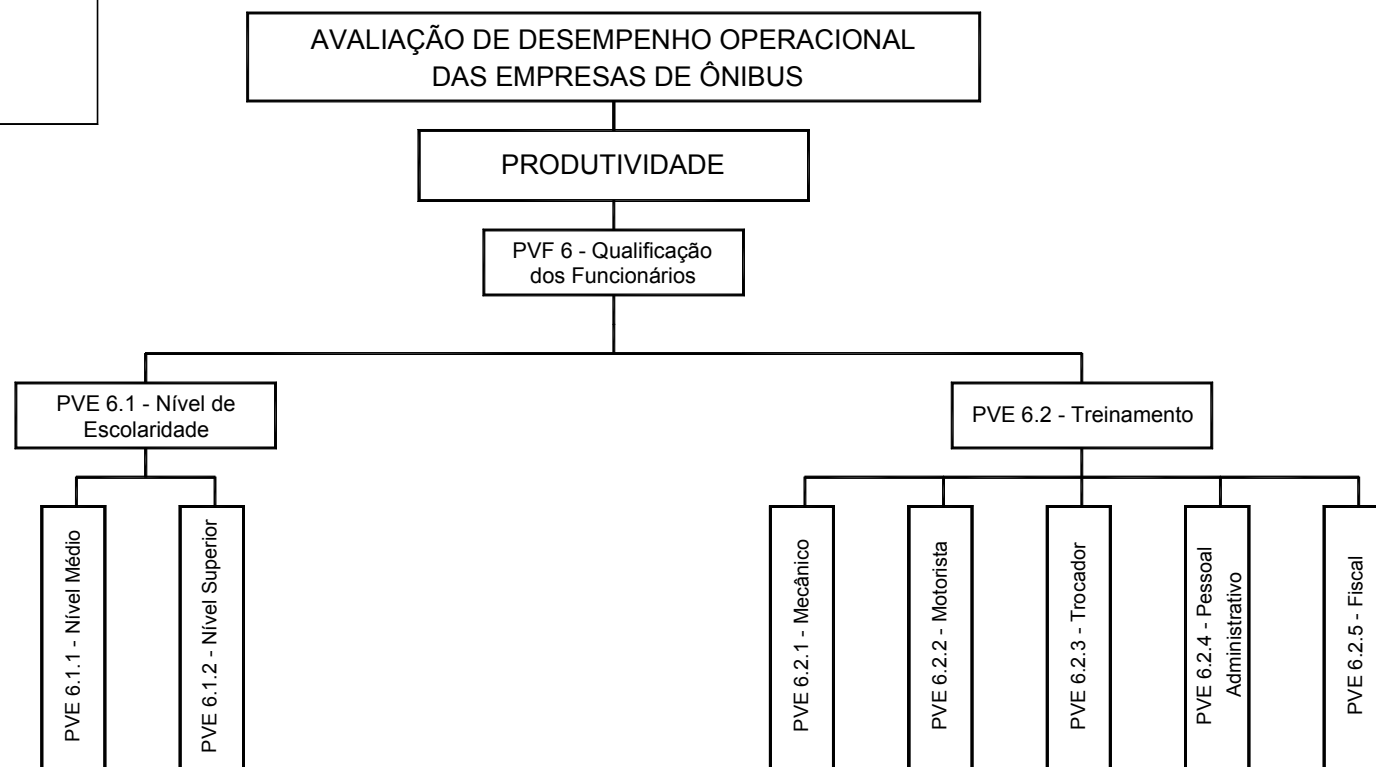 AVALIAÇÃO DE DESEMPENHO OPERACIONAL
DAS EMPRESAS DE ÔNIBUS
PRODUTIVIDADE
PVF 6 - Qualificação
dos Funcionários
PVE 6.1 - Nível de
Escolaridade
PVE 6.2 - Treinamento
PVE 6.1.1 - Nível Médio
PVE 6.1.2 - Nível Superior
PVE 6.2.1 - Mecânico
PVE 6.2.2 - Motorista
PVE 6.2.3 - Trocador
PVE 6.2.4 - Pessoal
Administrativo
PVE 6.2.5 - Fiscal